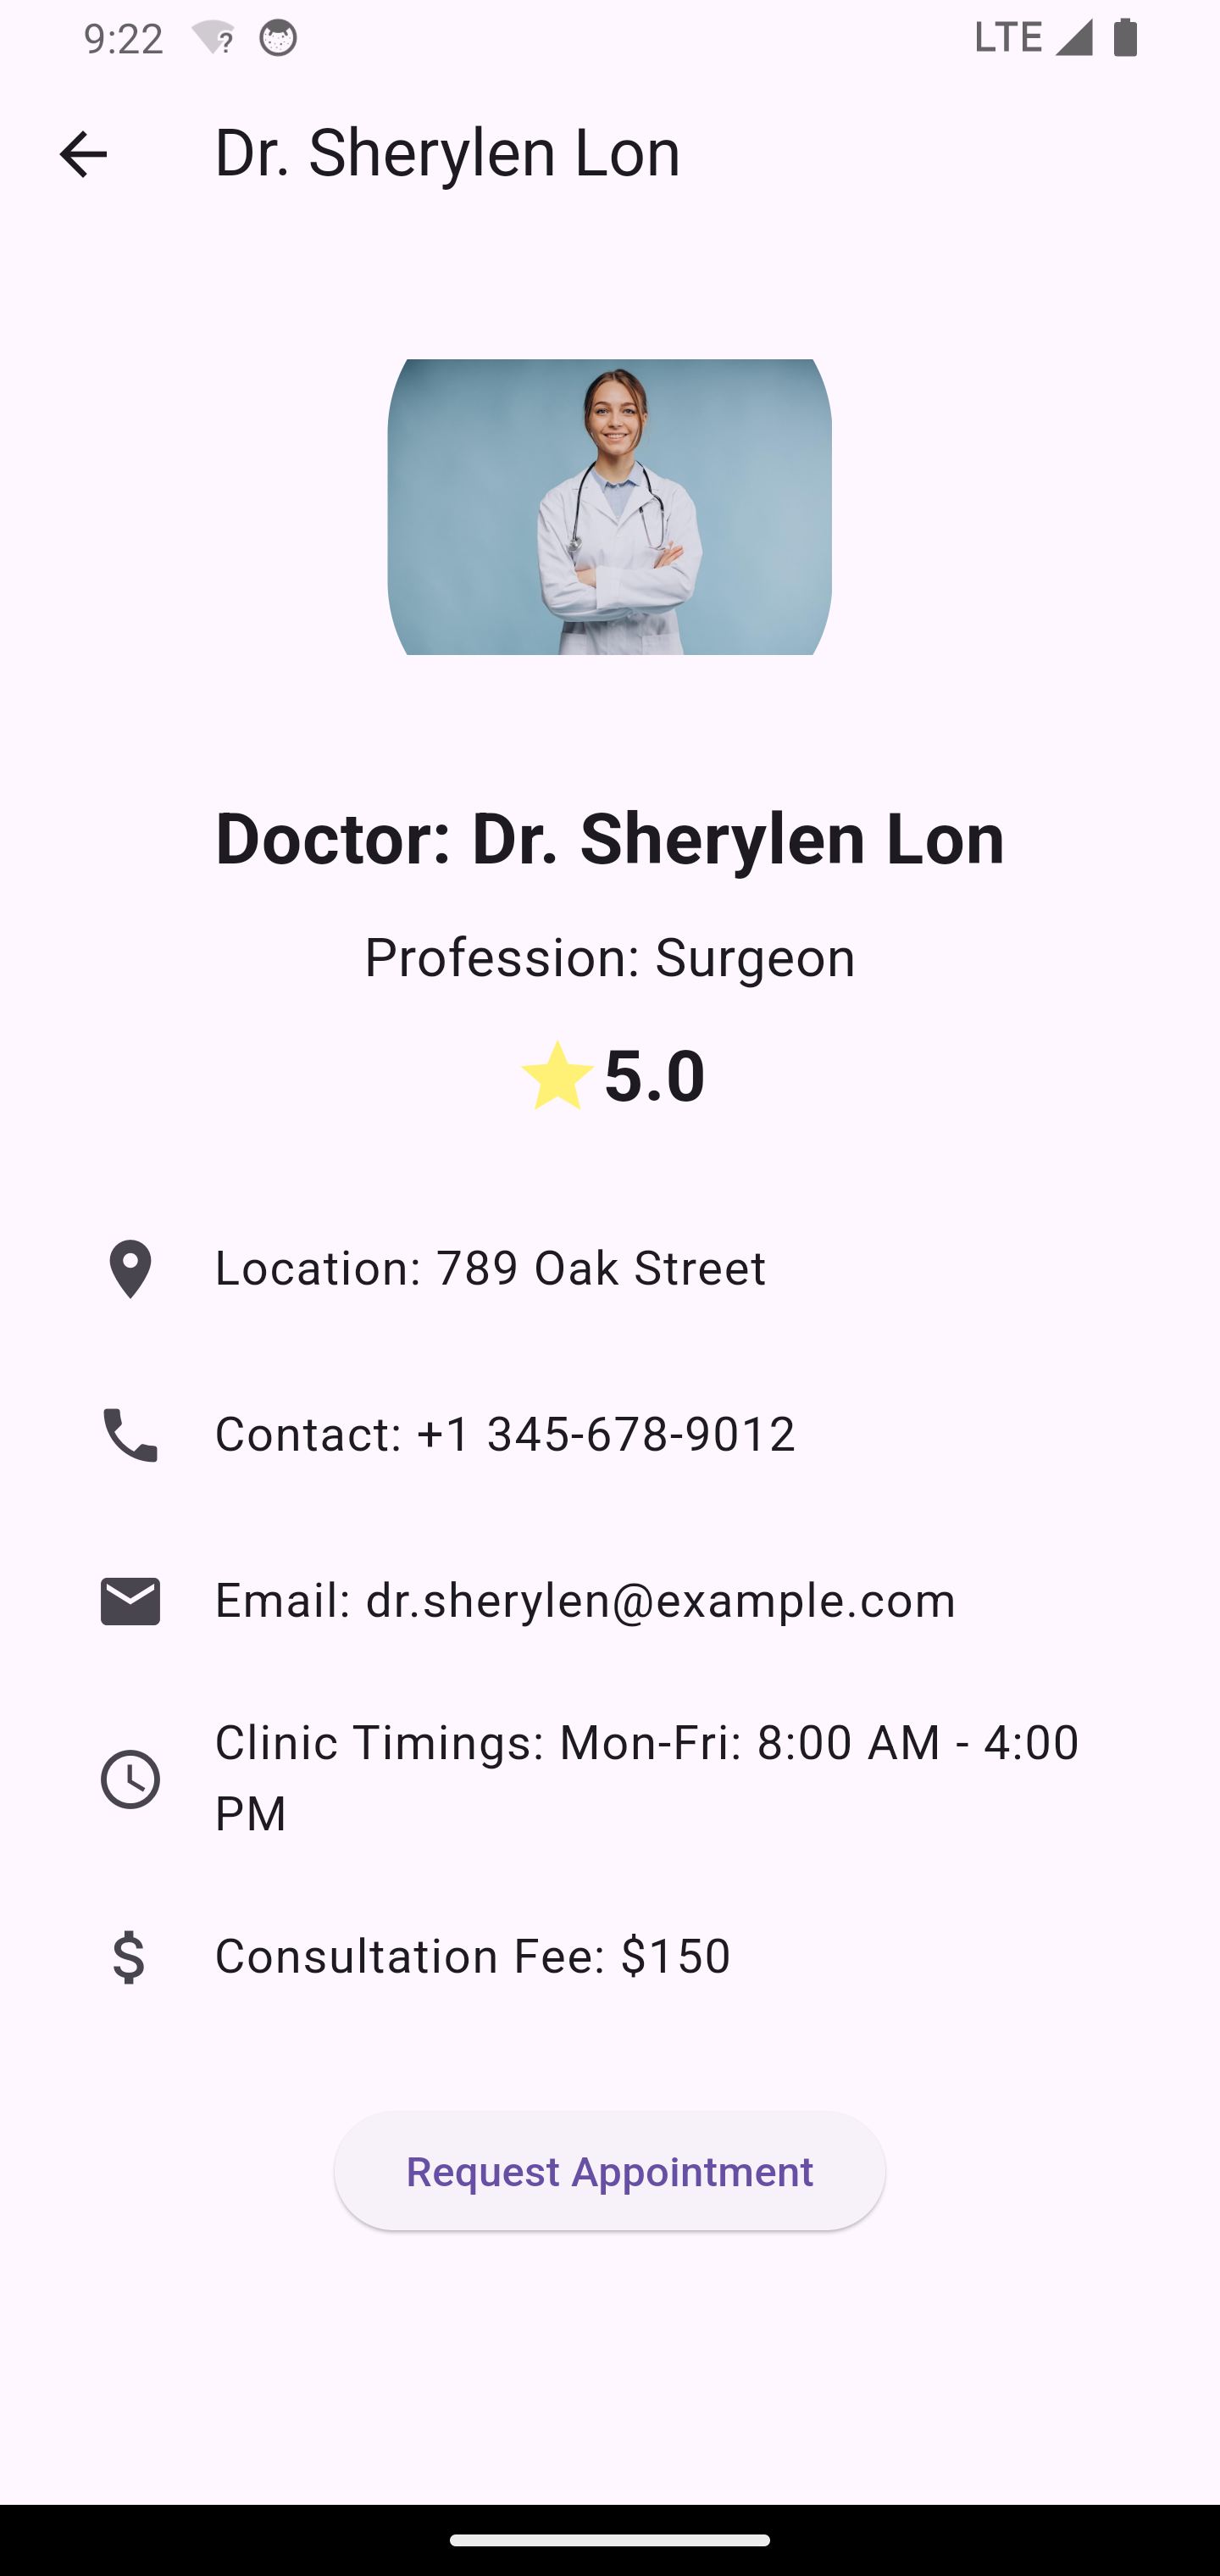 9:22
LTE
Dr. Sherylen Lon
Doctor: Dr. Sherylen Lon
Profession: Surgeon
5.0
Location: 789 Oak Street
Contact: +1 345-678-9012
Email: dr.sherylen@example.com
Clinic Timings: Mon-Fri: 8:00 AM - 4:00
PM
Consultation Fee: $150
Request Appointment